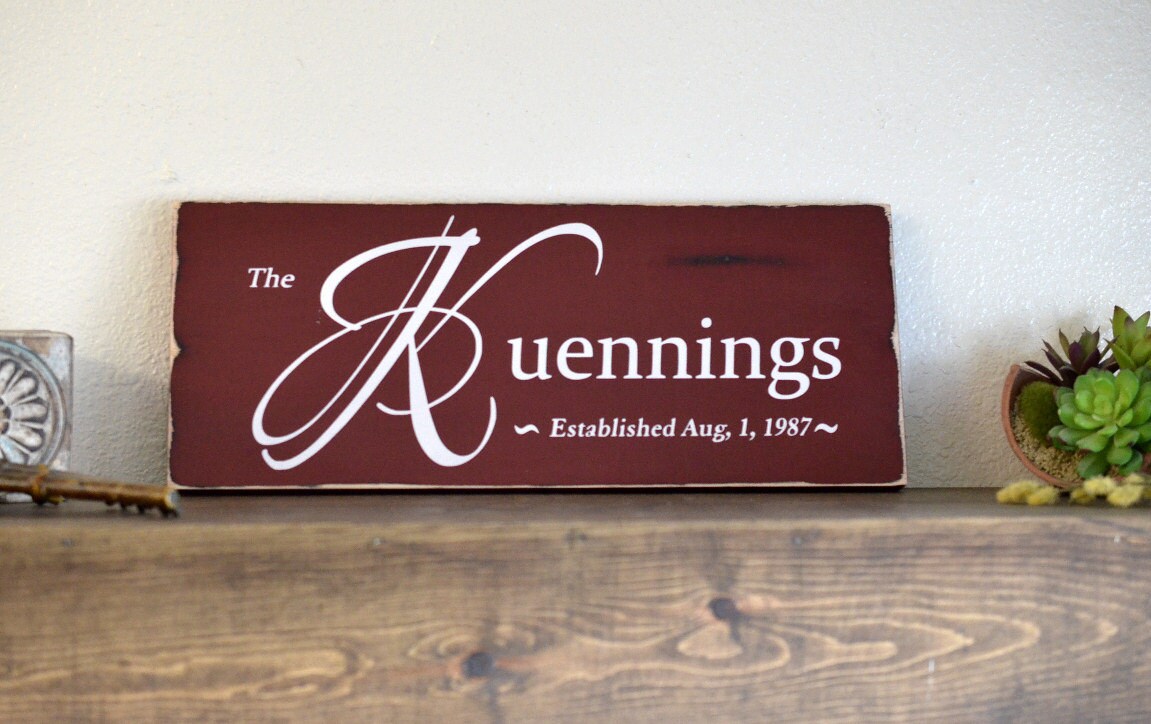 The
Kuennings
~ Established Aug, 1, 1987~